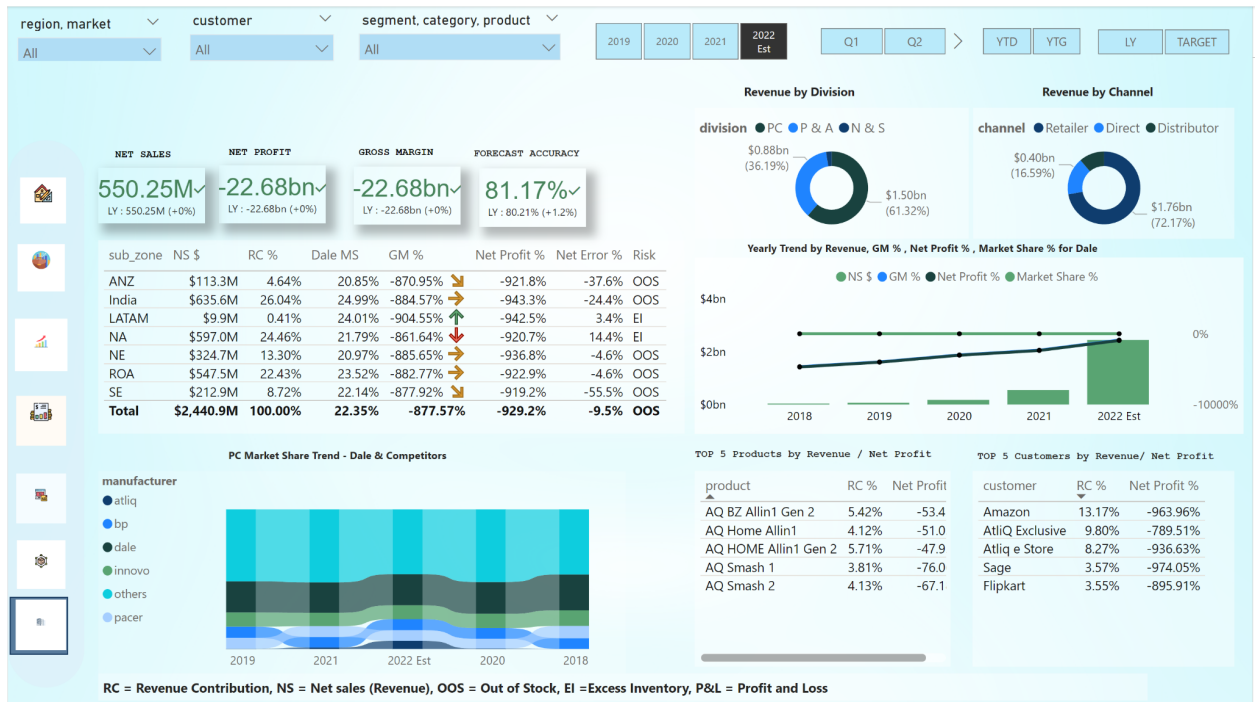 region, market
customer
segment, category, product
All
All
All
2019
2020
2021
2022
Est
Q1
Q2
YTD
YTG
LY
TARGET
NET SALES
NET PROFIT
GROSS MARGIN
FORECAST ACCURACY
550.25M
LY : 550.25M (+0%)
-22.68bn
LY : -22.68bn (+0%)
-22.68bn
LY : -22.68bn (+0%)
81.17%
LY : 80.21% (+1.2%)
Revenue by Division
division PC P & A N & S
$0.88bn
(36.19%)
$1.50bn
(61.32%)
Revenue by Channel
channel Retailer Direct Distributor
$0.40bn
(16.59%)
$1.76bn
(72.17%)
sub_zone NS $ RC % Dale MS GM % Net Profit % Net Error % Risk
ANZ $113.3M 4.64% 20.85% -870.95% -921.8% -37.6% OOS
India $635.6M 26.04% 24.99% -884.57% -943.3% -24.4% OOS
LATAM $9.9M 0.41% 24.01% -904.55% -942.5% 3.4% EI
NA $597.0M 24.46% 21.79% -861.64% -920.7% 14.4% EI
NE $324.7M 13.30% 20.97% -885.65% -936.8% -4.6% OOS
ROA $547.5M 22.43% 23.52% -882.77% -922.9% -4.6% OOS
SE $212.9M 8.72% 22.14% -877.92% -919.2% -55.5% OOS
Total $2,440.9M 100.00% 22.35% -877.57% -929.2% -9.5% OOS
Yearly Trend by Revenue, GM % , Net Profit % , Market Share % for Dale
NS $ GM % Net Profit % Market Share %
$4bn
$2bn
$0bn
0%
-10000%
2018 2019 2020 2021 2022 Est
PC Market Share Trend - Dale & Competitors
manufacturer
atliq
bp
dale
innovo
others
pacer
2019 2021 2022 Est 2020 2018
TOP 5 Products by Revenue / Net Profit
product RC % Net Profit
AQ BZ Allin1 Gen 2 5.42% -53.4
AQ Home Allin1 4.12% -51.0
AQ HOME Allin1 Gen 2 5.71% -47.9
AQ Smash 1 3.81% -76.0
AQ Smash 2 4.13% -67.1
TOP 5 Customers by Revenue/ Net Profit
customer RC % Net Profit %
Amazon 13.17% -963.96%
AtliQ Exclusive 9.80% -789.51%
Atliq e Store 8.27% -936.63%
Sage 3.57% -974.05%
Flipkart 3.55% -895.91%
RC = Revenue Contribution, NS = Net sales (Revenue), OOS = Out of Stock, EI =Excess Inventory, P&L = Profit and Loss